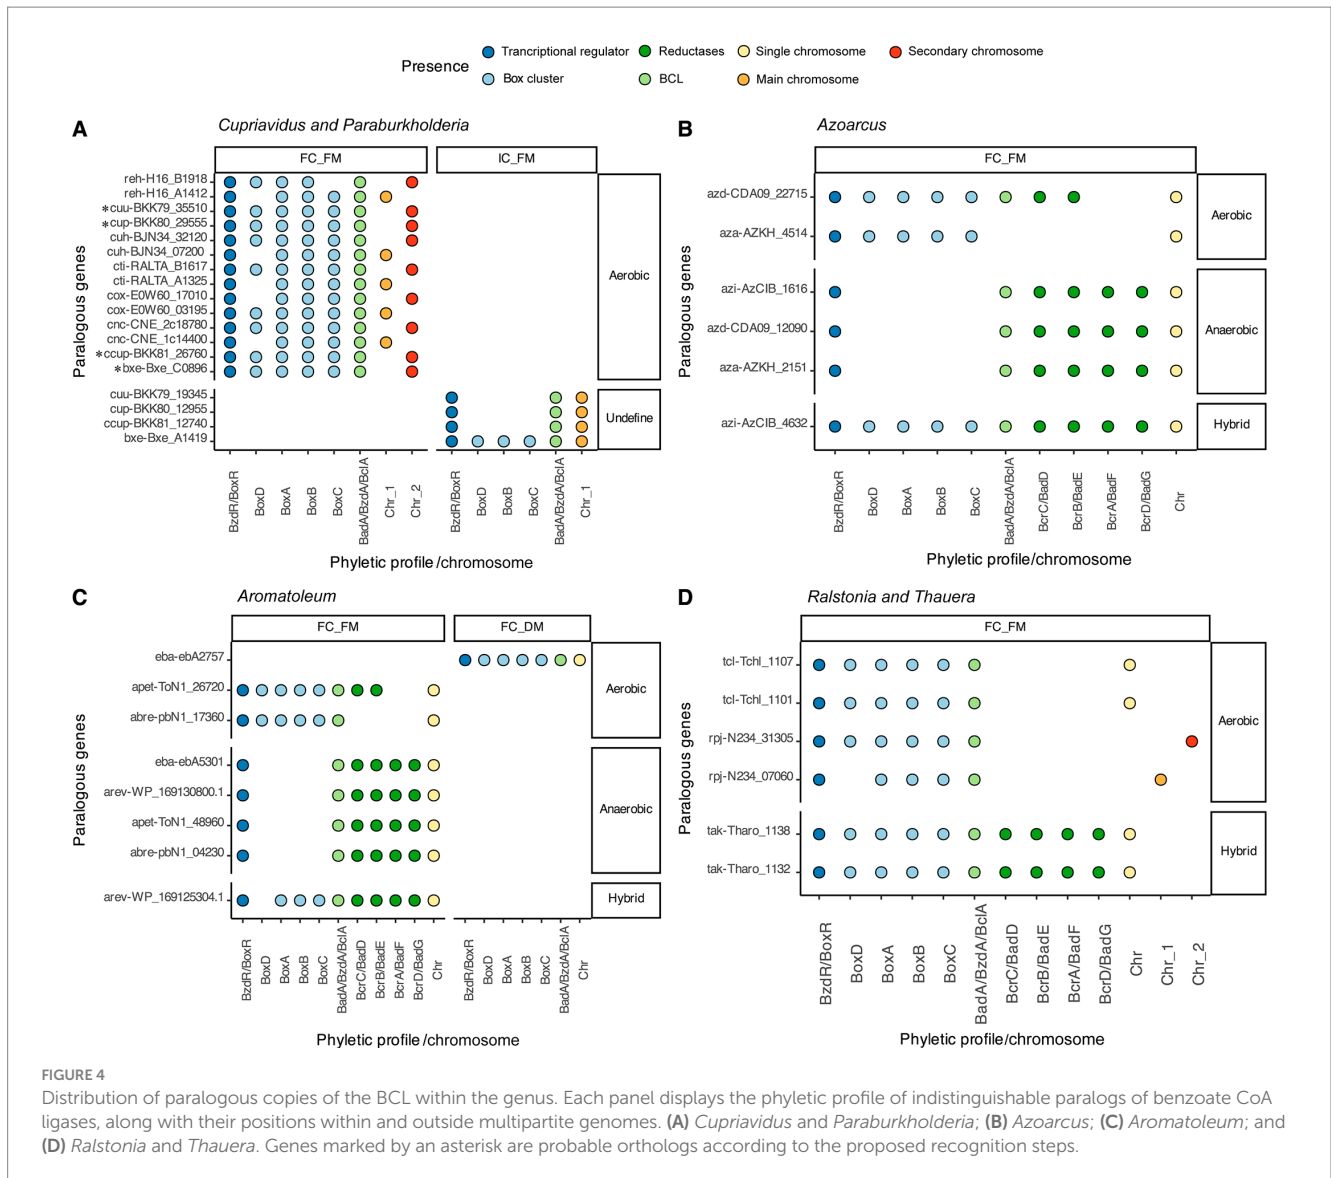 Presence
Trancriptional regulator
Reductases
Single chromosome
Secondary chromosome
Box cluster
BCL
Main chromosome
A
Cupriavidus and Paraburkholderia
FC_FM
IC_FM
Paralogous genes
reh-H16_B1918
reh-H16_A1412
*cuu-BKK79_35510
*cup-BKK80_29555
cuh-BJN34_32120
cuh-BJN34_07200
cti-RALTA_B1617
cti-RALTA_A1325
cox-E0W60_17010
cox-E0W60_03195
cnc-CNE_2c18780
cnc-CNE_1c14400
*ccup-BKK81_26760
*bxe-Bxe_C0896
cuu-BKK79_19345
cup-BKK80_12955
ccup-BKK81_12740
bxe-Bxe_A1419
Aerobic
Undefine
BzdR/BoxR
BoxD
BoxA
BoxB
BoxC
BadA/BzdA/BclA
Chr_1
Chr_2
BzdR/BoxR
BoxD
BoxB
BoxC
BadA/BzdA/BclA
Chr_1
Phyletic profile/chromosome
B
Azoarcus
FC_FM
Paralogous genes
azd-CDA09_22715
aza-AZKH_4514
azi-AzCIB_1616
azd-CDA09_12090
aza-AZKH_2151
azi-AzCIB_4632
Aerobic
Anaerobic
Hybrid
BzdR/BoxR
BoxD
BoxA
BoxB
BoxC
BadA/BzdA/BclA
BcrC/BadD
BcrB/BadE
BcrA/BadF
BcrD/BadG
Chr
Phyletic profile/chromosome
C
Aromatoleum
FC_FM
FC_DM
Paralogous genes
eba-ebA2757
apet-ToN1_26720
abre-pbN1_17360
eba-ebA5301
arev-WP_169130800.1
apet-ToN1_48960
abre-pbN1_04230
arev-WP_169125304.1
Aerobic
Anaerobic
Hybrid
BzdR/BoxR
BoxD
BoxA
BoxB
BoxC
BadA/BzdA/BclA
BcrC/BadD
BcrB/BadE
BcrA/BadF
BcrD/BadG
Chr
BzdR/BoxR
BoxD
BoxA
BoxB
BoxC
BadA/BzdA/BclA
Chr
Phyletic profile/chromosome
D
Ralstonia and Thauera
FC_FM
Paralogous genes
tcl-Tchl_1107
tcl-Tchl_1101
rpj-N234_31305
rpj-N234_07060
tak-Tharo_1138
tak-Tharo_1132
Aerobic
Hybrid
BzdR/BoxR
BoxD
BoxA
BoxB
BoxC
BadA/BzdA/BclA
BcrC/BadD
BcrB/BadE
BcrA/BadF
BcrD/BadG
Chr
Chr_1
Chr_2
Phyletic profile/chromosome
FIGURE 4
Distribution of paralogous copies of the BCL within the genus. Each panel displays the phyletic profile of indistinguishable paralogs of benzoate CoA
ligases, along with their positions within and outside multipartite genomes. (A) Cupriavidus and Paraburkholderia; (B) Azoarcus; (C) Aromatoleum; and
(D) Ralstonia and Thauera. Genes marked by an asterisk are probable orthologs according to the proposed recognition steps.